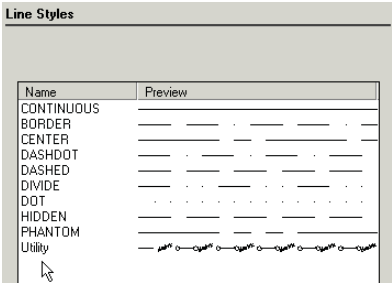 Line Styles
Name Preview
CONTINUOUS
BORDER
CENTER
DASHDOT
DASHED
DIVIDE
DOT
HIDDEN
PHANTOM
Utility